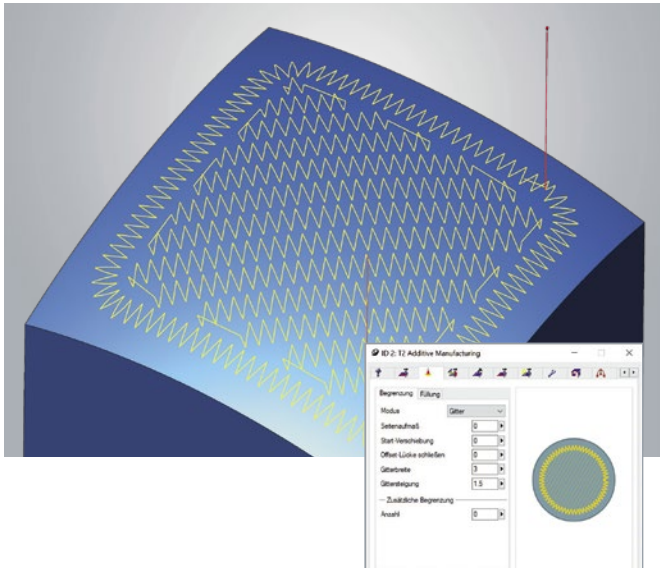 ID 2: T2 Additive Manufacturing
Begrenzung Füllung
Modus Gitter
Seitenaufmaß 0
Start-Verschiebung 0
Offset-Lücke schließen 0
Gitterbreite 3
Gittersteigung 1,5
Zusätzliche Begrenzung
Anzahl 0